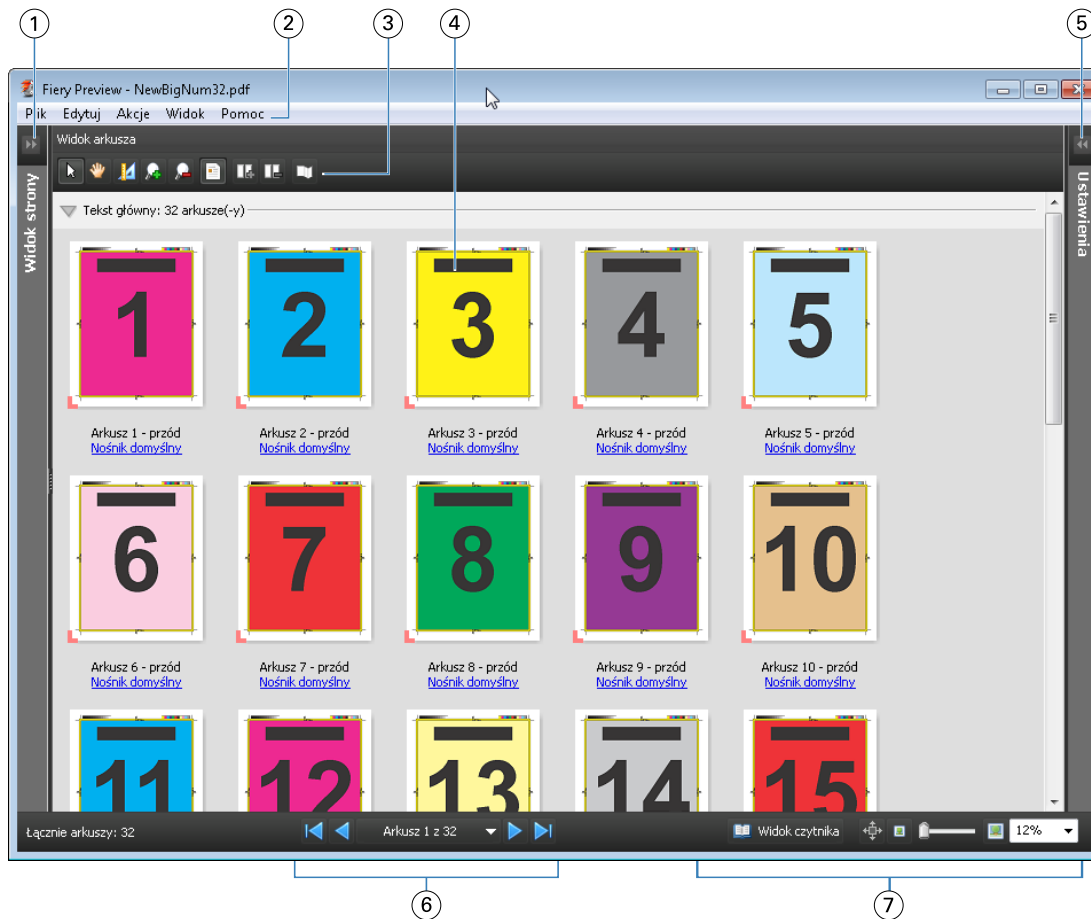 1 2 3 4 5
Fiery Preview - NewBigNum32.pdf
Plik Edytuj Akcje Widok Pomoc
Widok arkusza
Widok strony
Ustawienia
Tekst główny: 32 arkusze(-y)
1 2 3 4 5
Arkusz 1 - przód Arkusz 2 - przód Arkusz 3 - przód Arkusz 4 - przód Arkusz 5 - przód
Nośnik domyślny Nośnik domyślny Nośnik domyślny Nośnik domyślny Nośnik domyślny
6 7 8 9 10
Arkusz 6 - przód Arkusz 7 - przód Arkusz 8 - przód Arkusz 9 - przód Arkusz 10 - przód
Nośnik domyślny Nośnik domyślny Nośnik domyślny Nośnik domyślny Nośnik domyślny
11 12 13 14 15
Łącznie arkuszy: 32 Arkusz 1 z 32 Widok czytnika 12%
6 7